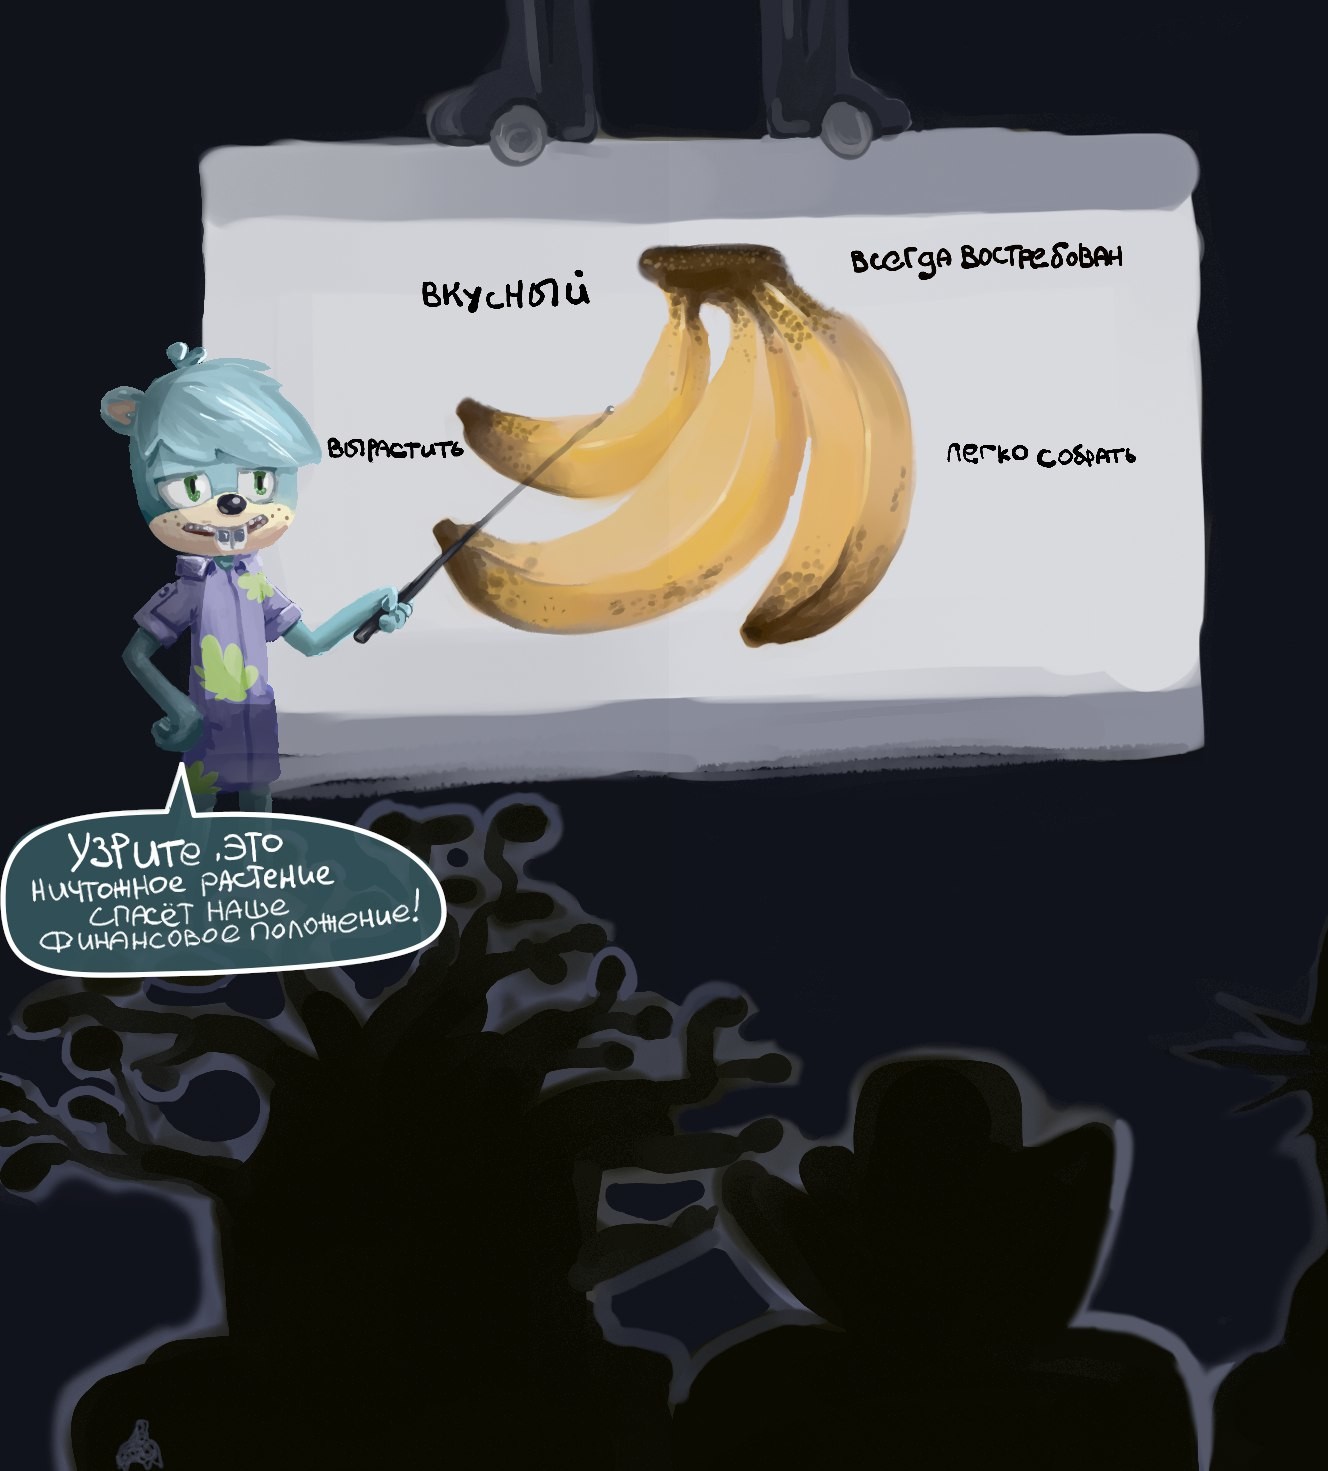 вкусный
всегда востребован
вырастить
легко собрать
Узрите ,это
ничтожное растение
спасёт наше
финансовое положение!